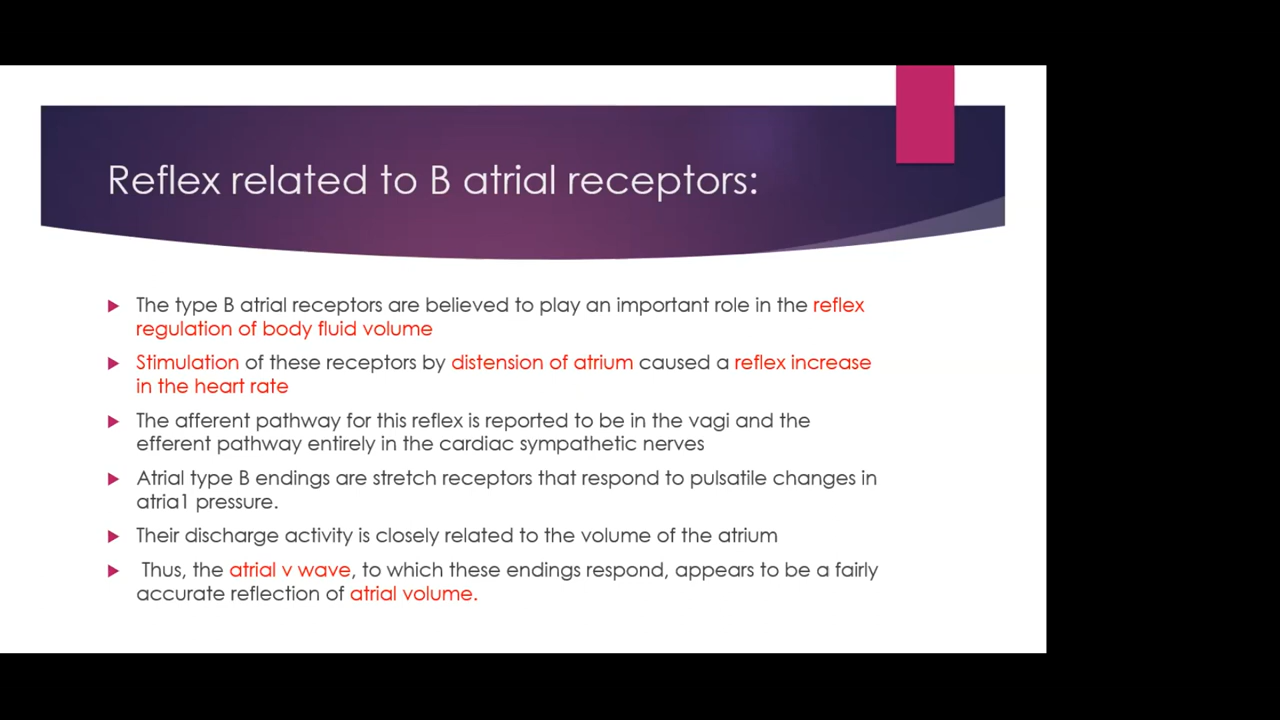 Reflex related to B atrial receptors:
The type B atrial receptors are believed to play an important role in the reflex
regulation of body fluid volume
Stimulation of these receptors by distension of atrium caused a reflex increase
in the heart rate
The afferent pathway for this reflex is reported to be in the vagi and the
efferent pathway entirely in the cardiac sympathetic nerves
Atrial type B endings are stretch receptors that respond to pulsatile changes in
atria1 pressure.
Their discharge activity is closely related to the volume of the atrium
Thus, the atrial v wave, to which these endings respond, appears to be a fairly
accurate reflection of atrial volume.